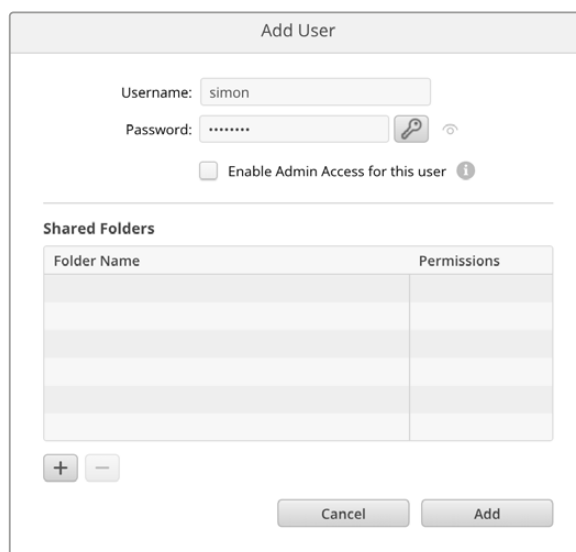 Add User
Username: simon
Password: ••••••••
Enable Admin Access for this user
Shared Folders
Folder Name Permissions
Cancel Add